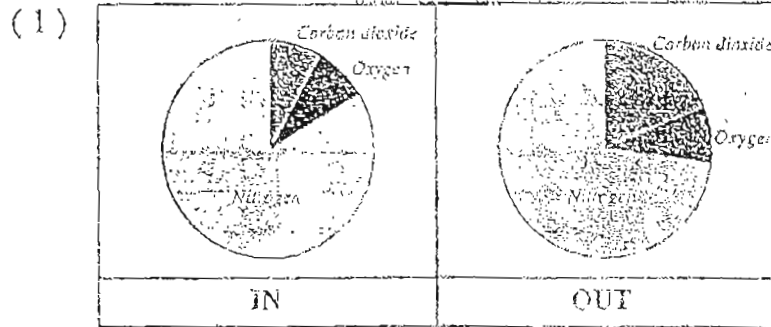 (1)
Carbon dioxide
Oxygen
Nitrogen
IN
Carbon dioxide
Oxygen
Nitrogen
OUT